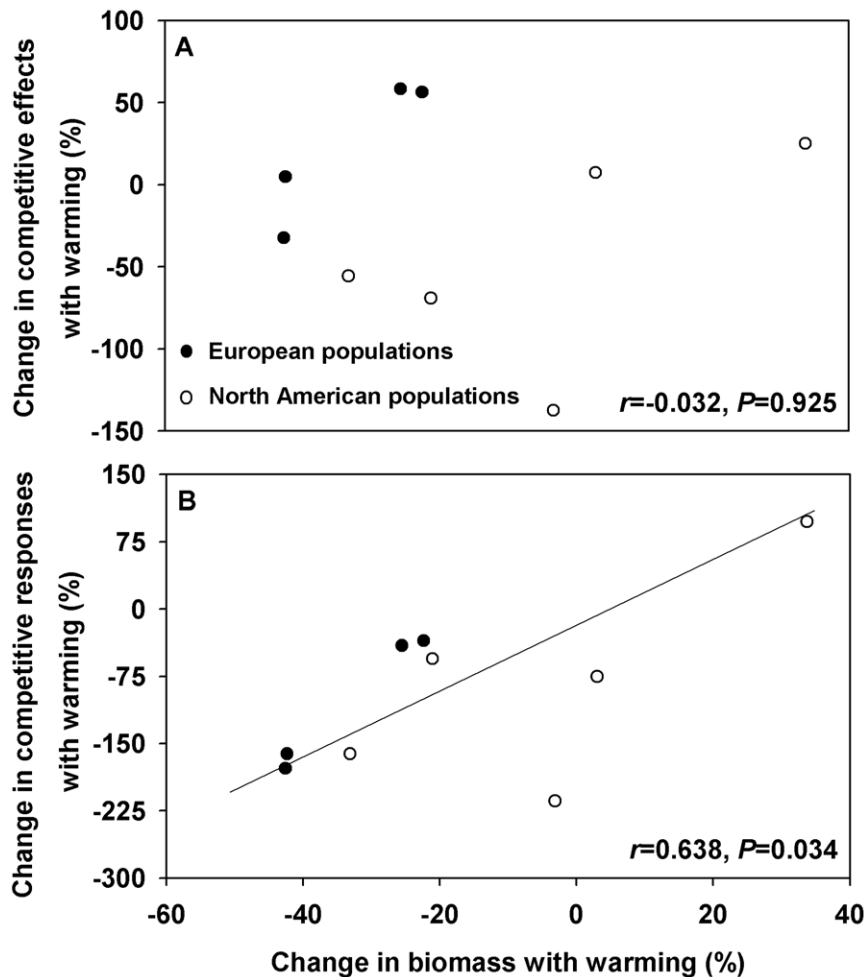 A
Change in competitive effects
with warming (%)
100
50
0
-50
-100
-150
European populations
North American populations
r=-0.032, P=0.925
B
Change in competitive responses
with warming (%)
150
75
0
-75
-150
-225
-300
r=0.638, P=0.034
-60 -40 -20 0 20 40
Change in biomass with warming (%)